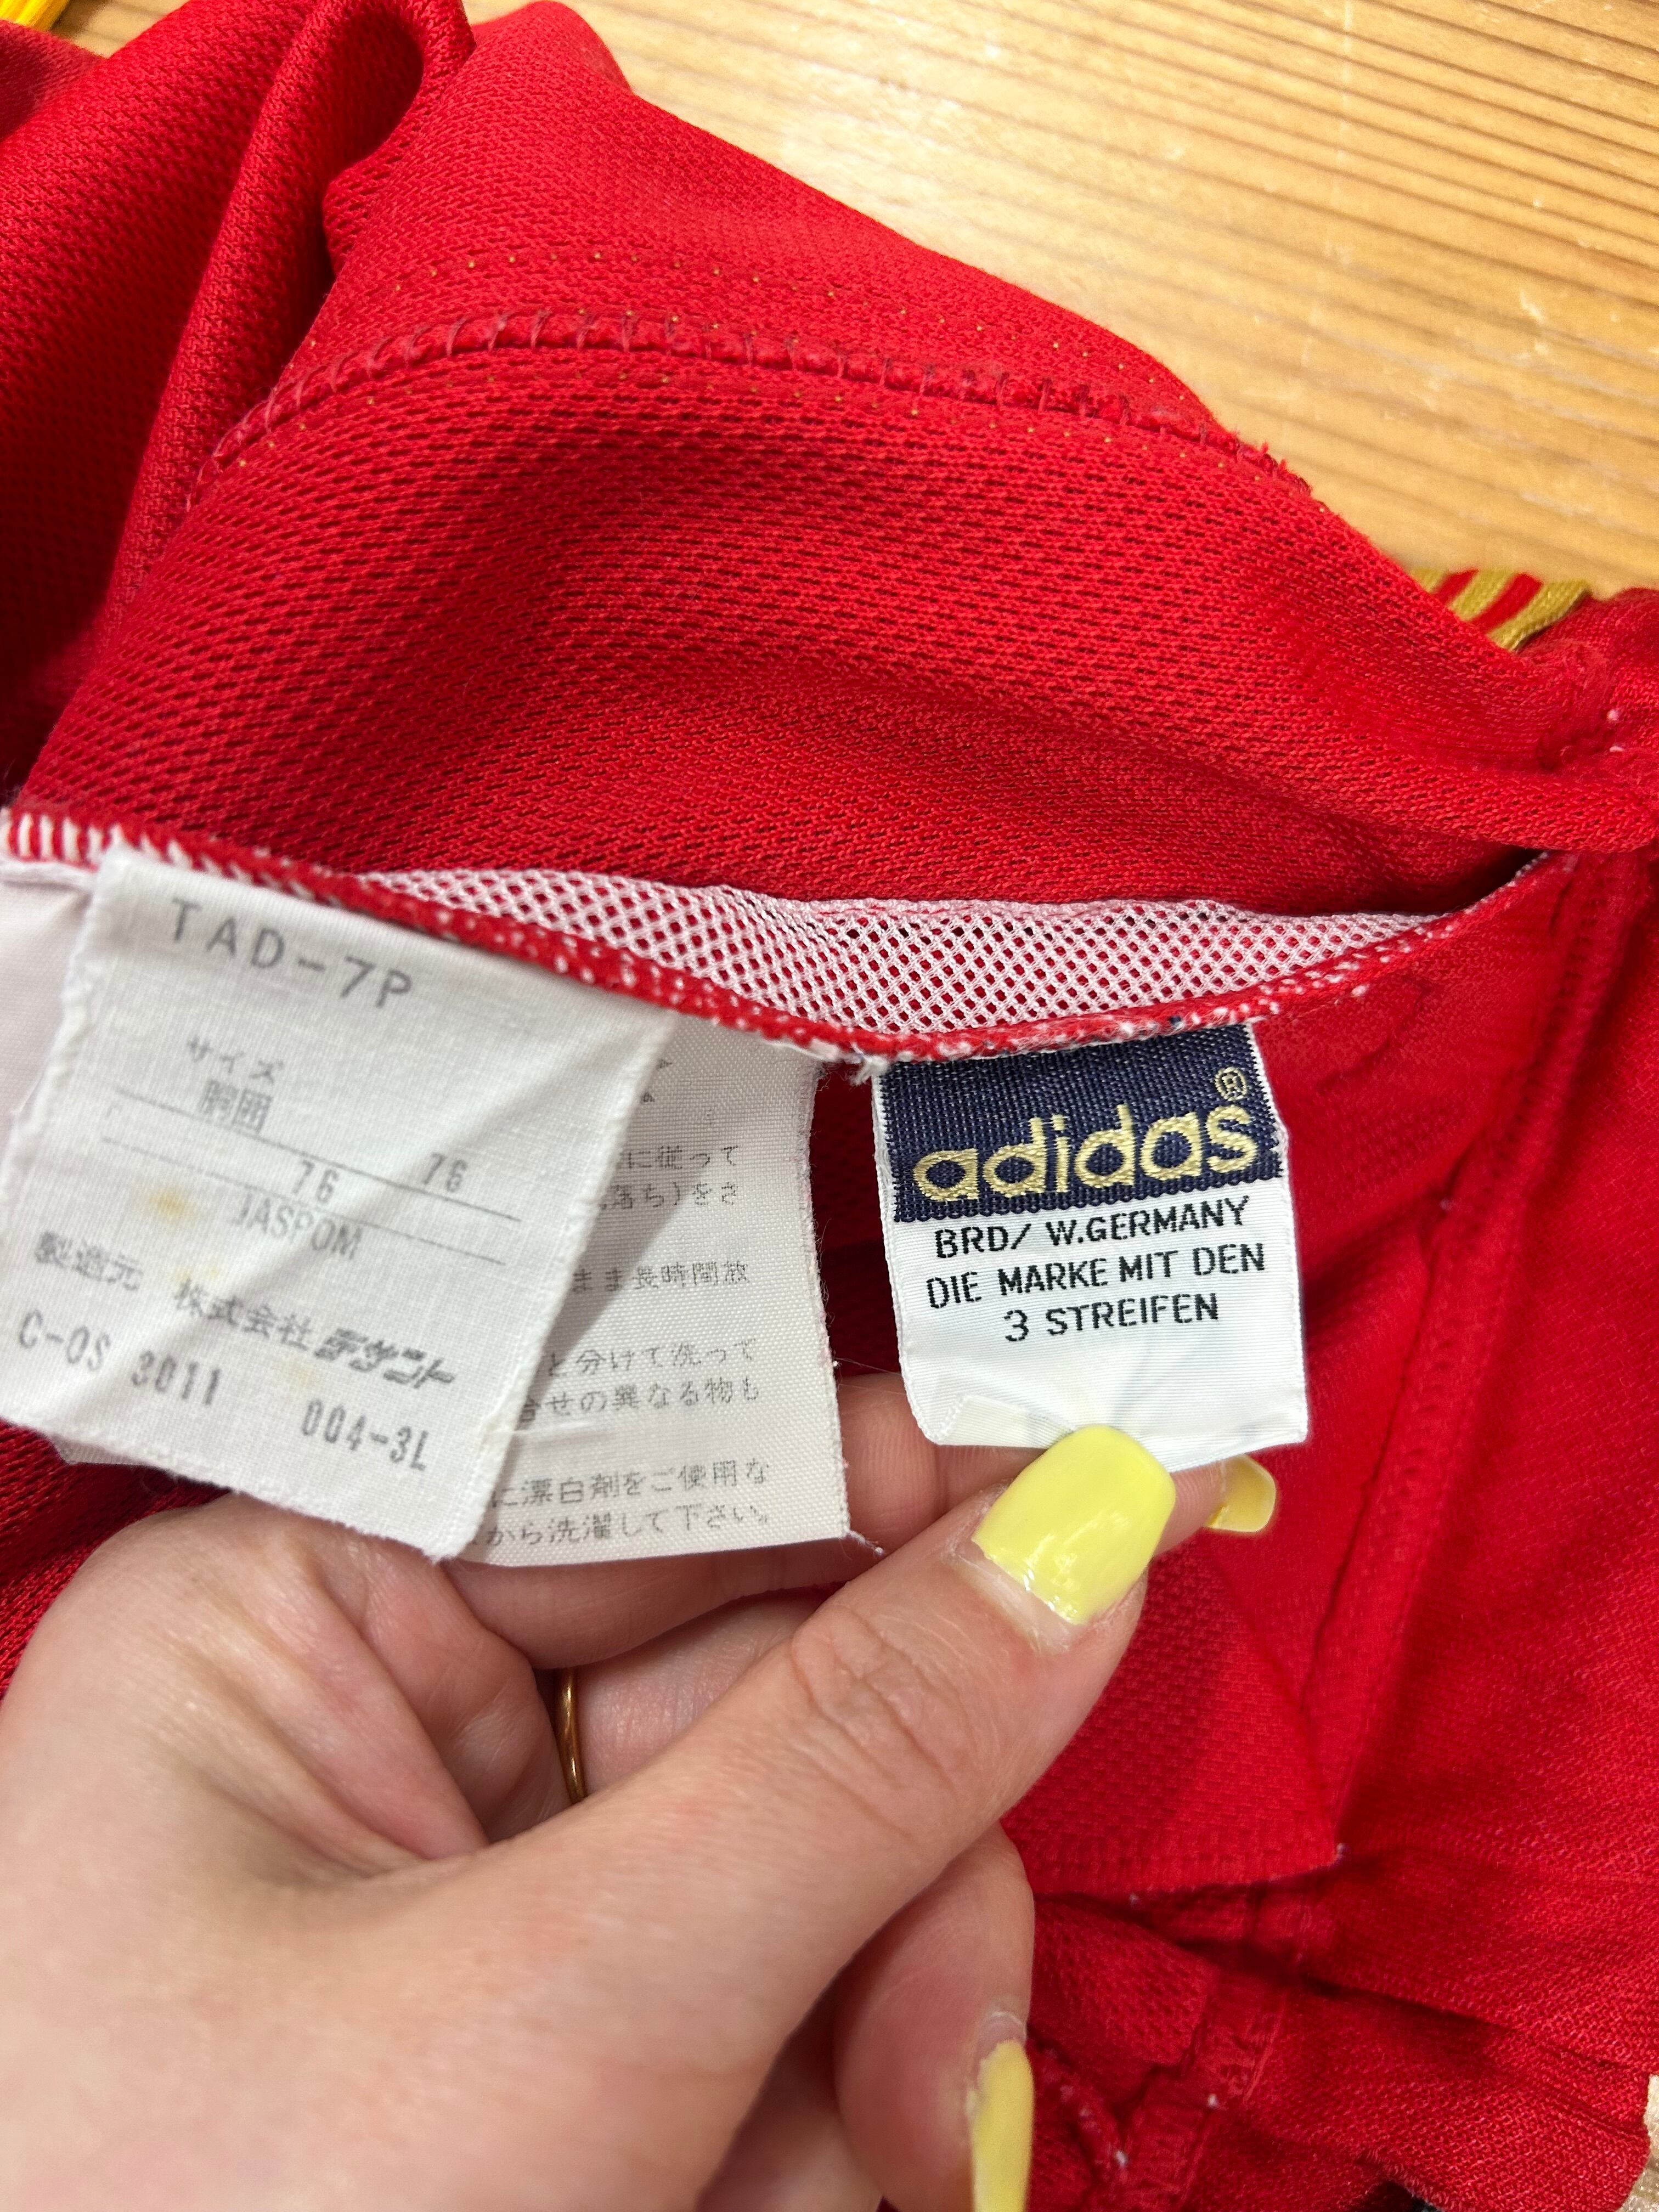 TAD-7P
サイズ
胴囲
76 76
JASPOM
製造元 株式会社デサント
C-OS 3011 004-3L
に従って
落ち)をさ
まま長時間放
と分けて洗って
合せの異なる物も
に漂白剤をご使用な
から洗濯して下さい。
adidas®
BRD/ W.GERMANY
DIE MARKE MIT DEN
3 STREIFEN